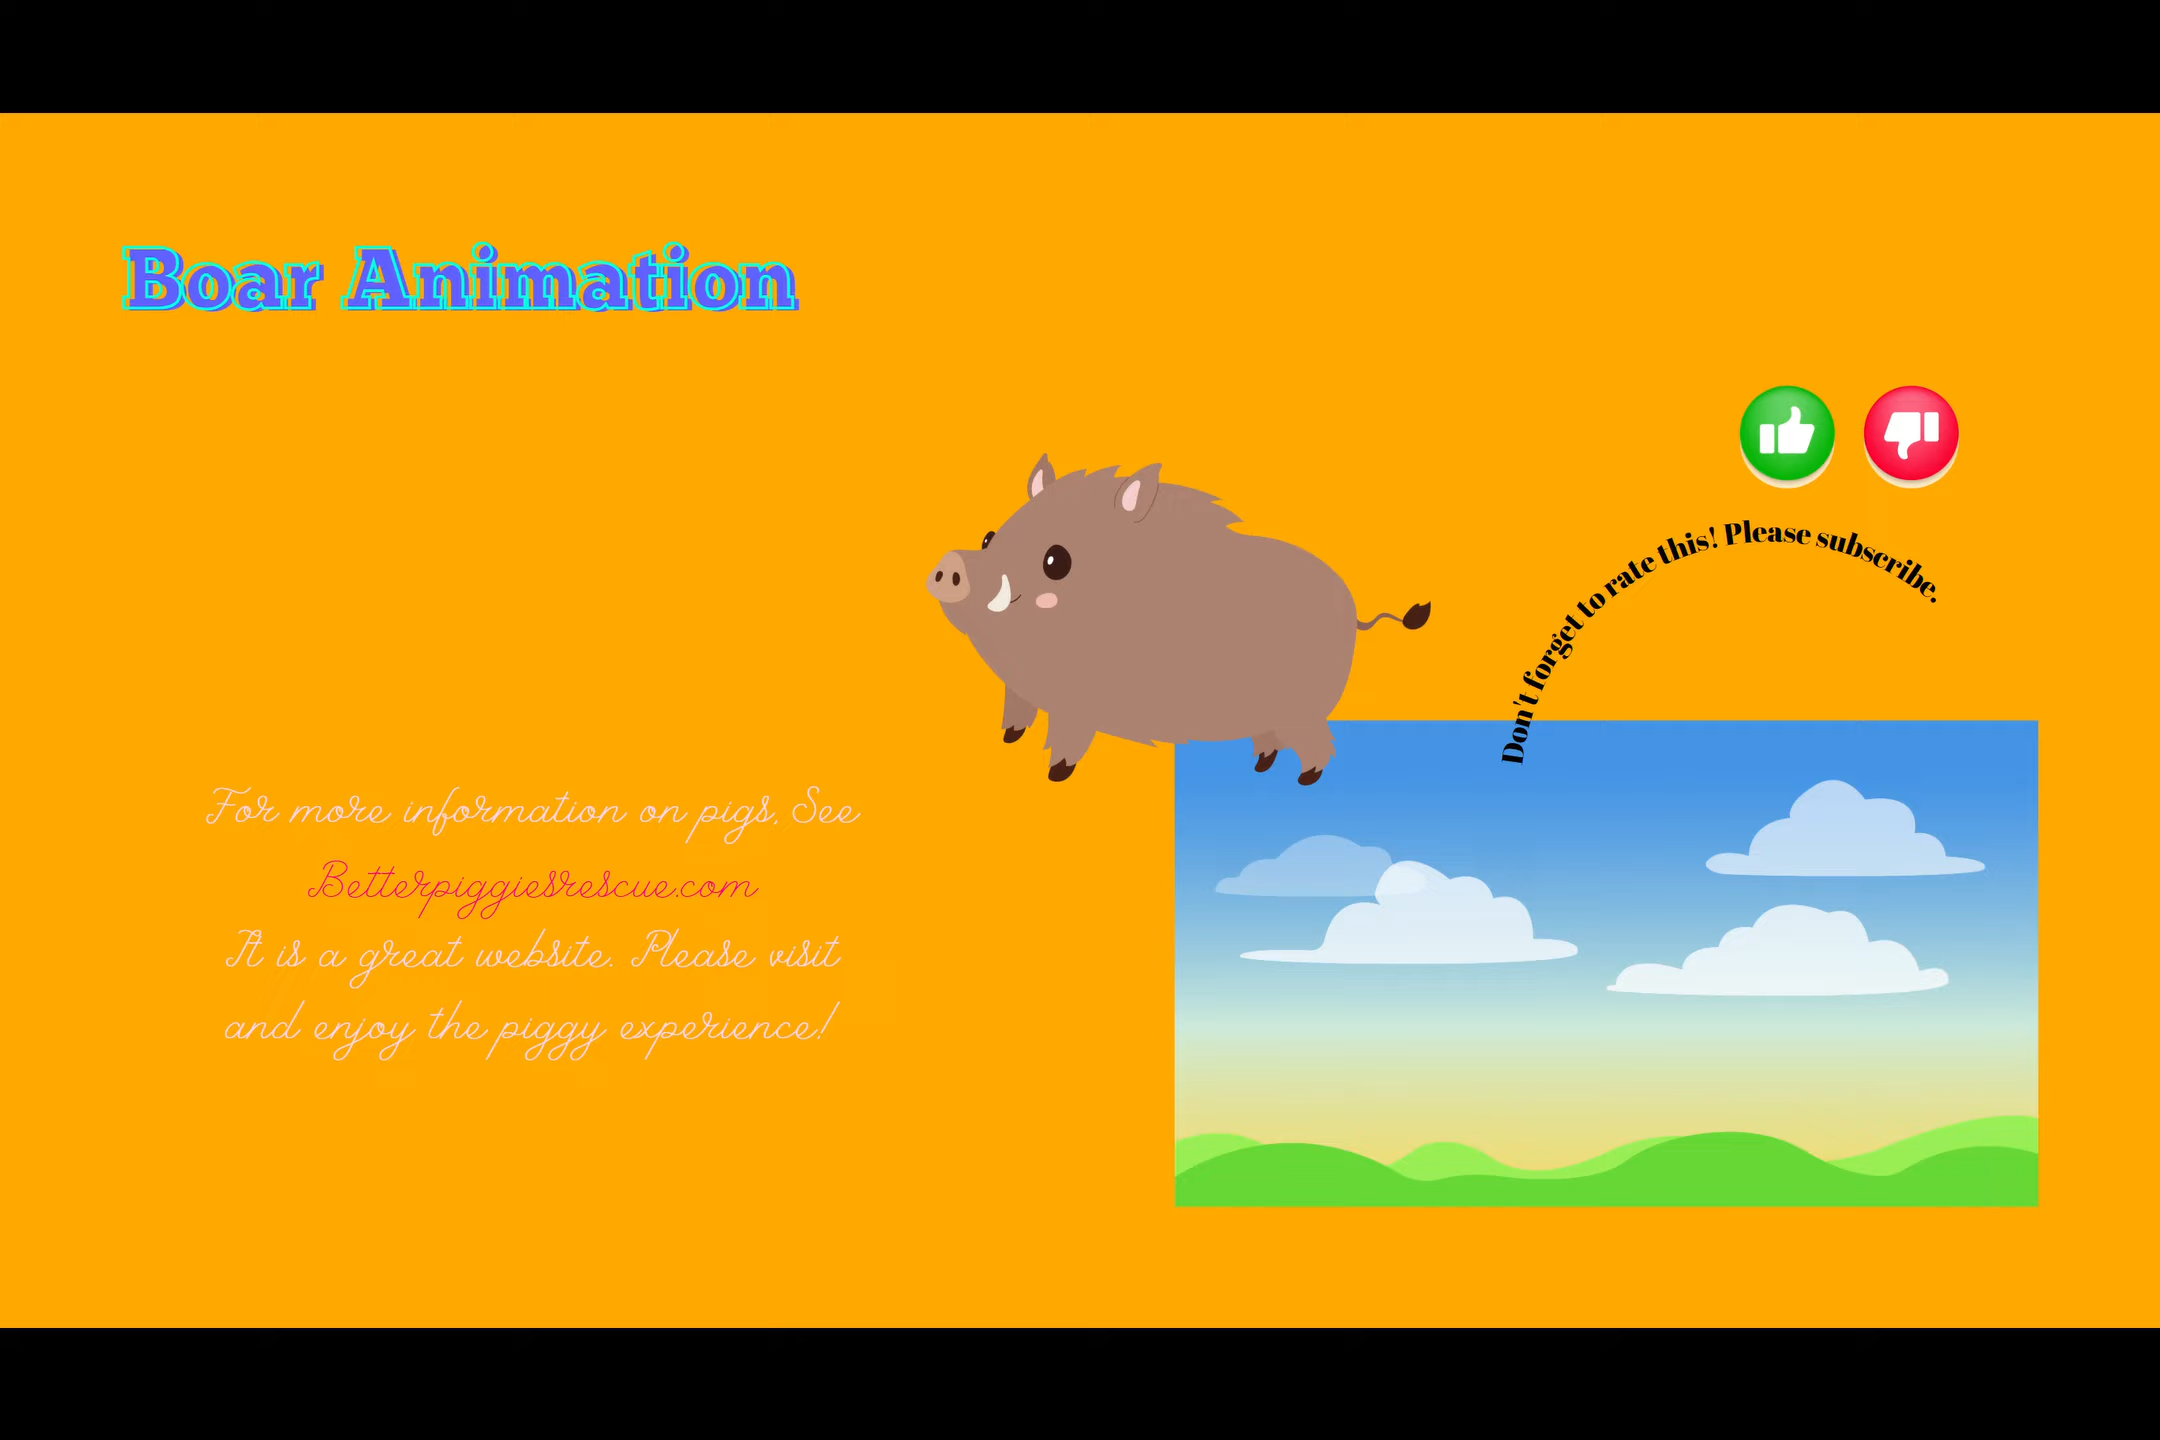 Boar Animation
Don't forget to rate this! Please subscribe.
For more information on pigs, See
Betterpiggiesrescue.com
It is a great website. Please visit
and enjoy the piggy experience!